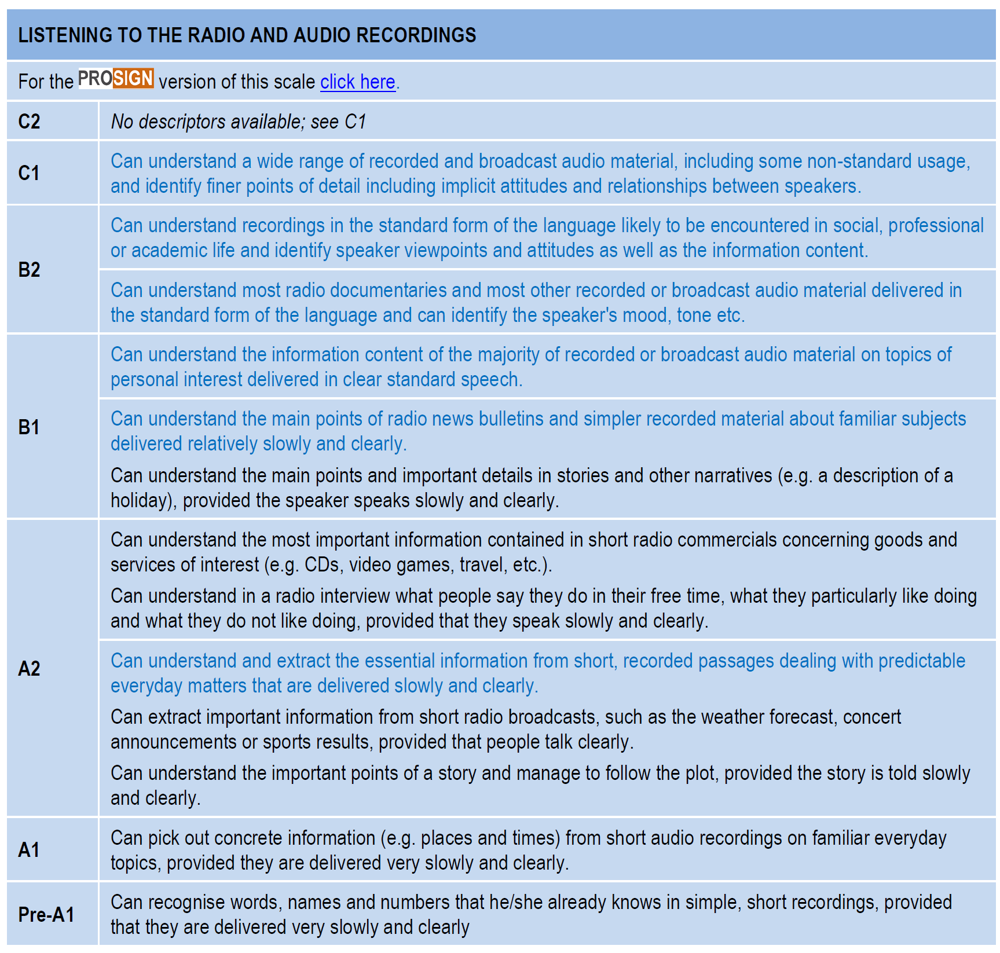 LISTENING TO THE RADIO AND AUDIO RECORDINGS
For the PROSIGN version of this scale click here.
C2
No descriptors available; see C1
C1
Can understand a wide range of recorded and broadcast audio material, including some non-standard usage,
and identify finer points of detail including implicit attitudes and relationships between speakers.
B2
Can understand recordings in the standard form of the language likely to be encountered in social, professional
or academic life and identify speaker viewpoints and attitudes as well as the information content.
Can understand most radio documentaries and most other recorded or broadcast audio material delivered in
the standard form of the language and can identify the speaker's mood, tone etc.
B1
Can understand the information content of the majority of recorded or broadcast audio material on topics of
personal interest delivered in clear standard speech.
Can understand the main points of radio news bulletins and simpler recorded material about familiar subjects
delivered relatively slowly and clearly.
Can understand the main points and important details in stories and other narratives (e.g. a description of a
holiday), provided the speaker speaks slowly and clearly.
A2
Can understand the most important information contained in short radio commercials concerning goods and
services of interest (e.g. CDs, video games, travel, etc.).
Can understand in a radio interview what people say they do in their free time, what they particularly like doing
and what they do not like doing, provided that they speak slowly and clearly.
Can understand and extract the essential information from short, recorded passages dealing with predictable
everyday matters that are delivered slowly and clearly.
Can extract important information from short radio broadcasts, such as the weather forecast, concert
announcements or sports results, provided that people talk clearly.
Can understand the important points of a story and manage to follow the plot, provided the story is told slowly
and clearly.
A1
Can pick out concrete information (e.g. places and times) from short audio recordings on familiar everyday
topics, provided they are delivered very slowly and clearly.
Pre-A1
Can recognise words, names and numbers that he/she already knows in simple, short recordings, provided
that they are delivered very slowly and clearly